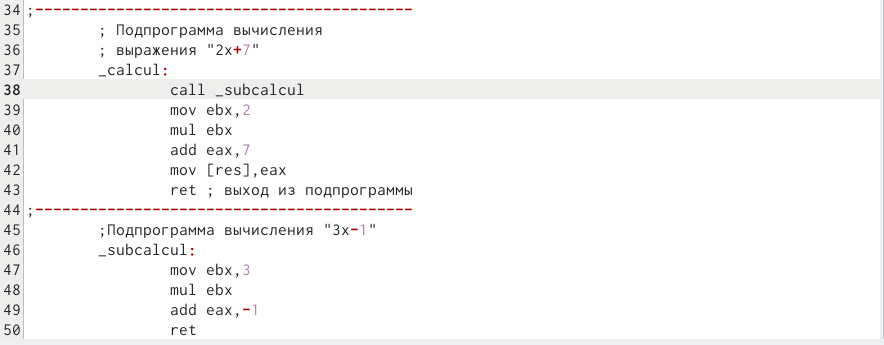 34 ;------------------------------------------
35 ; Подпрограмма вычисления
36 ; выражения "2x+7"
37 _calcul:
38 call _subcalcul
39 mov ebx,2
40 mul ebx
41 add eax,7
42 mov [res],eax
43 ret ; выход из подпрограммы
44 ;------------------------------------------
45 ;Подпрограмма вычисления "3x-1"
46 _subcalcul:
47 mov ebx,3
48 mul ebx
49 add eax,-1
50 ret